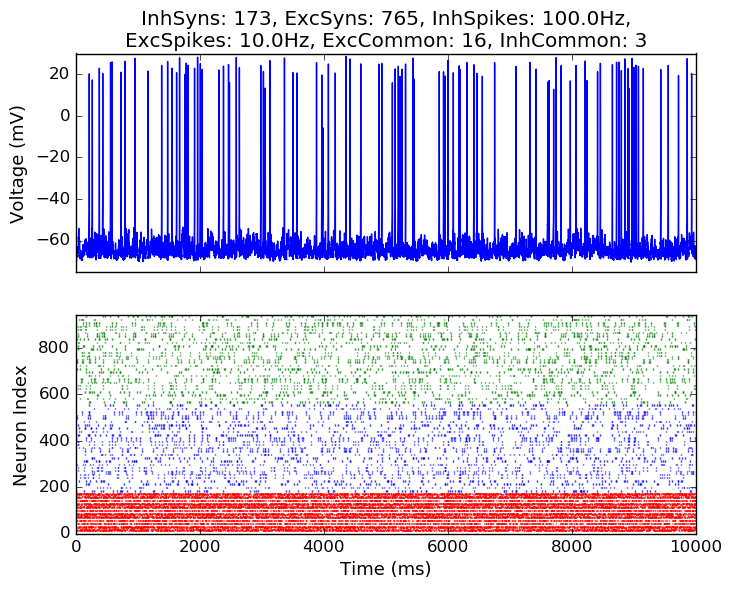 InhSyns: 173, ExcSyns: 765, InhSpikes: 100.0Hz,
ExcSpikes: 10.0Hz, ExcCommon: 16, InhCommon: 3
20
0
−20
−40
−60
Voltage (mV)
800
600
400
200
0
Neuron Index
0 2000 4000 6000 8000 10000
Time (ms)